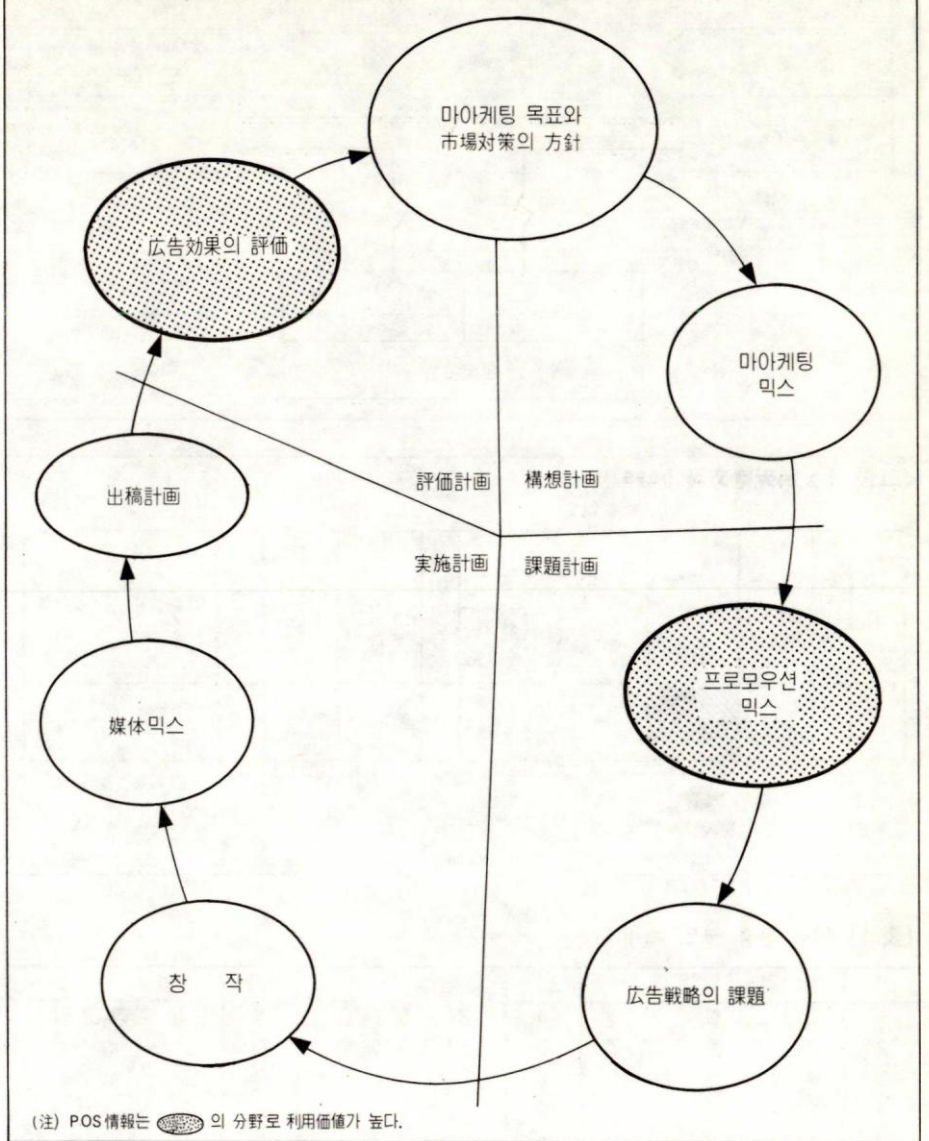 마아케팅 목표와
市場対策의 方針
広告効果의 評価
마아케팅
믹스
出稿計画
評価計画
構想計画
実施計画
課題計画
프로모우션
믹스
媒体믹스
창 작
広告戦略의 課題
(注) POS情報는 의 分野로 利用価値가 높다.